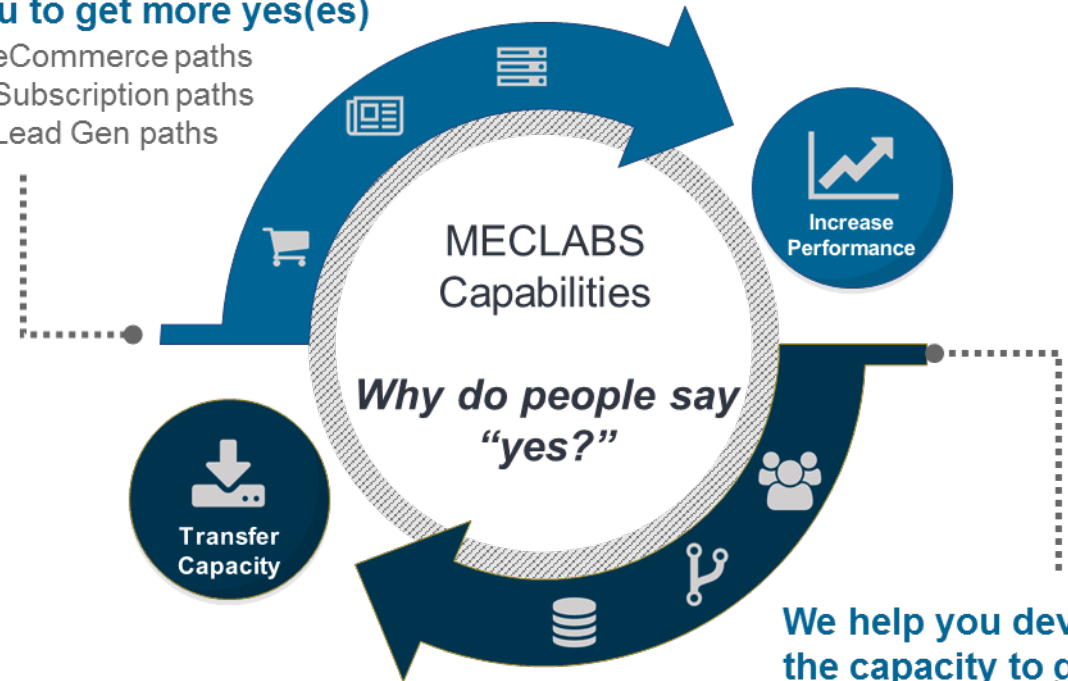 to get more yes(es)
eCommerce paths
Subscription paths
Lead Gen paths
Increase
Performance
MECLABS
Capabilities
Why do people say
“yes?”
Transfer
Capacity
We help you
the capacity to